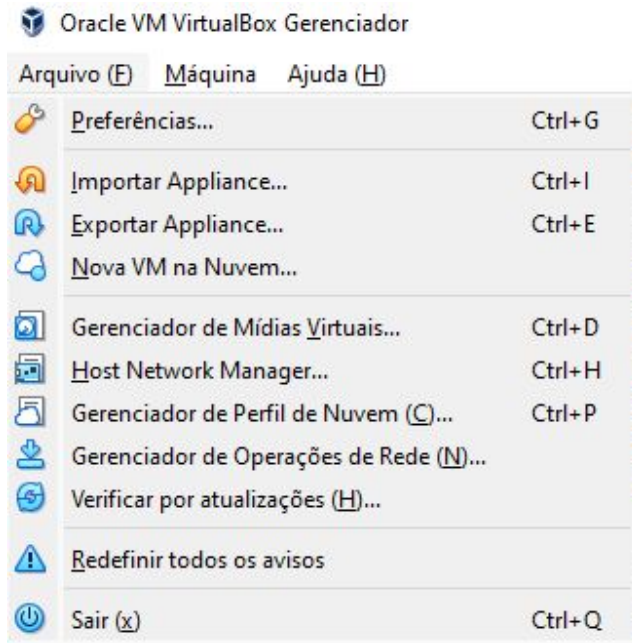 Oracle VM VirtualBox Gerenciador
Arquivo (F) Máquina Ajuda (H)
Preferências... Ctrl+G
Importar Appliance... Ctrl+I
Exportar Appliance... Ctrl+E
Nova VM na Nuvem...
Gerenciador de Mídias Virtuais... Ctrl+D
Host Network Manager... Ctrl+H
Gerenciador de Perfil de Nuvem (C)... Ctrl+P
Gerenciador de Operações de Rede (N)...
Verificar por atualizações (H)...
Redefinir todos os avisos
Sair (x) Ctrl+Q